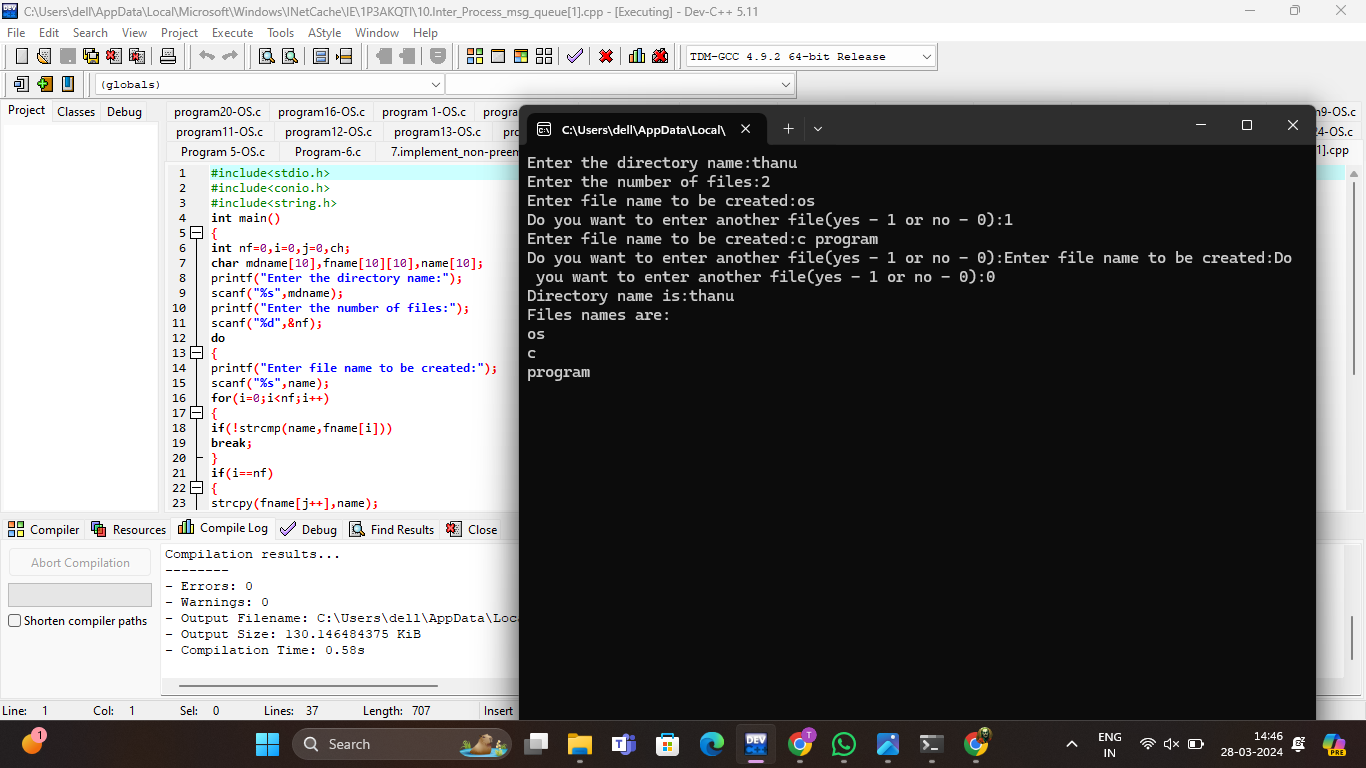 C:\Users\dell\AppData\Local\Microsoft\Windows\INetCache\IE\1P3AKQTI\10.Inter_Process_msg_queue[1].cpp - [Executing] - Dev-C++ 5.11
File Edit Search View Project Execute Tools AStyle Window Help
TDM-GCC 4.9.2 64-bit Release
(globals)
Project Classes Debug
program20-OS.c program16-OS.c program 1-OS.c progra n9-OS.c
program11-OS.c program12-OS.c program13-OS.c pro 4-OS.c
Program 5-OS.c Program-6.c 7.implement_non-preem 1].cpp
1 #include<stdio.h>
2 #include<conio.h>
3 #include<string.h>
4 int main()
5 {
6 int nf=0,i=0,j=0,ch;
7 char mdname[10],fname[10][10],name[10];
8 printf("Enter the directory name:");
9 scanf("%s",mdname);
10 printf("Enter the number of files:");
11 scanf("%d",&nf);
12 do
13 {
14 printf("Enter file name to be created:");
15 scanf("%s",name);
16 for(i=0;i<nf;i++)
17 {
18 if(!strcmp(name,fname[i]))
19 break;
20 }
21 if(i==nf)
22 {
23 strcpy(fname[j++],name);
C:\Users\dell\AppData\Local\
Enter the directory name:thanu
Enter the number of files:2
Enter file name to be created:os
Do you want to enter another file(yes - 1 or no - 0):1
Enter file name to be created:c program
Do you want to enter another file(yes - 1 or no - 0):Enter file name to be created:Do
you want to enter another file(yes - 1 or no - 0):0
Directory name is:thanu
Files names are:
os
c
program
Compiler Resources Compile Log Debug Find Results Close
Abort Compilation
Shorten compiler paths
Compilation results...
--------
- Errors: 0
- Warnings: 0
- Output Filename: C:\Users\dell\AppData\Loc
- Output Size: 130.146484375 KiB
- Compilation Time: 0.58s
Line: 1 Col: 1 Sel: 0 Lines: 37 Length: 707 Insert
1
Search
DEV
T
ENG
IN
14:46
28-03-2024
PRE